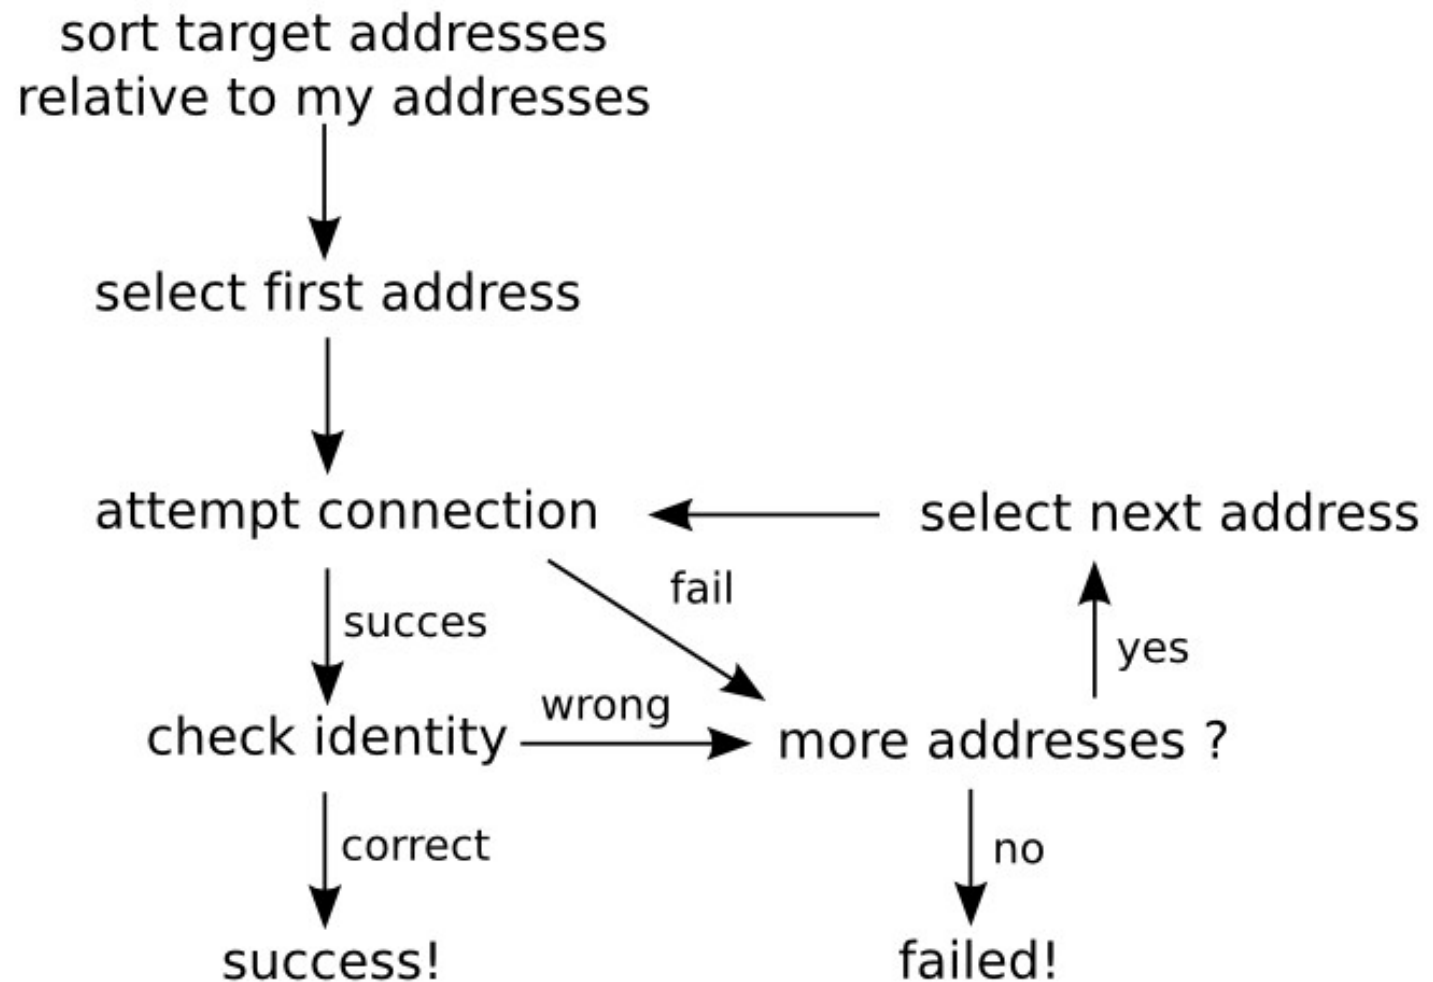 sort target addresses
relative to my addresses
select first address
attempt connection
select next address
fail
succes
yes
wrong
check identity
more addresses ?
correct
no
success!
failed!